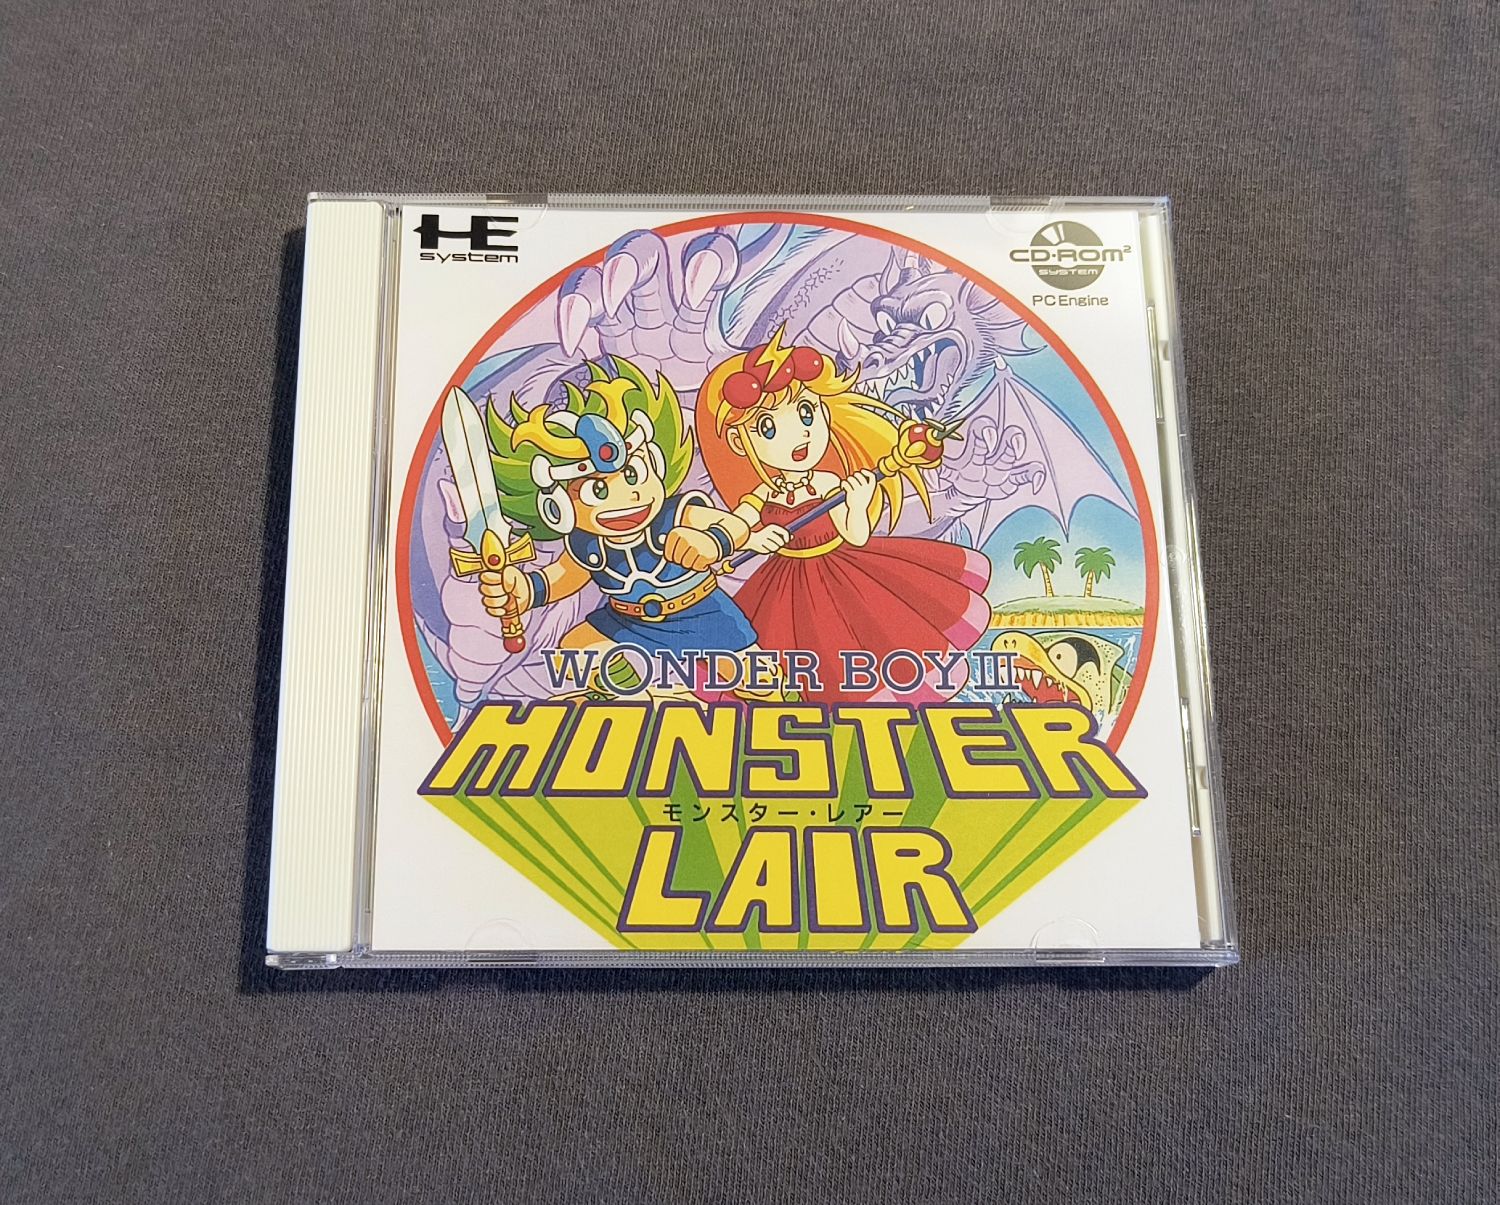 HE
system
CD-ROM²
SYSTEM
PC Engine
WONDER BOY III
MONSTER
モンスター・レアー
LAIR